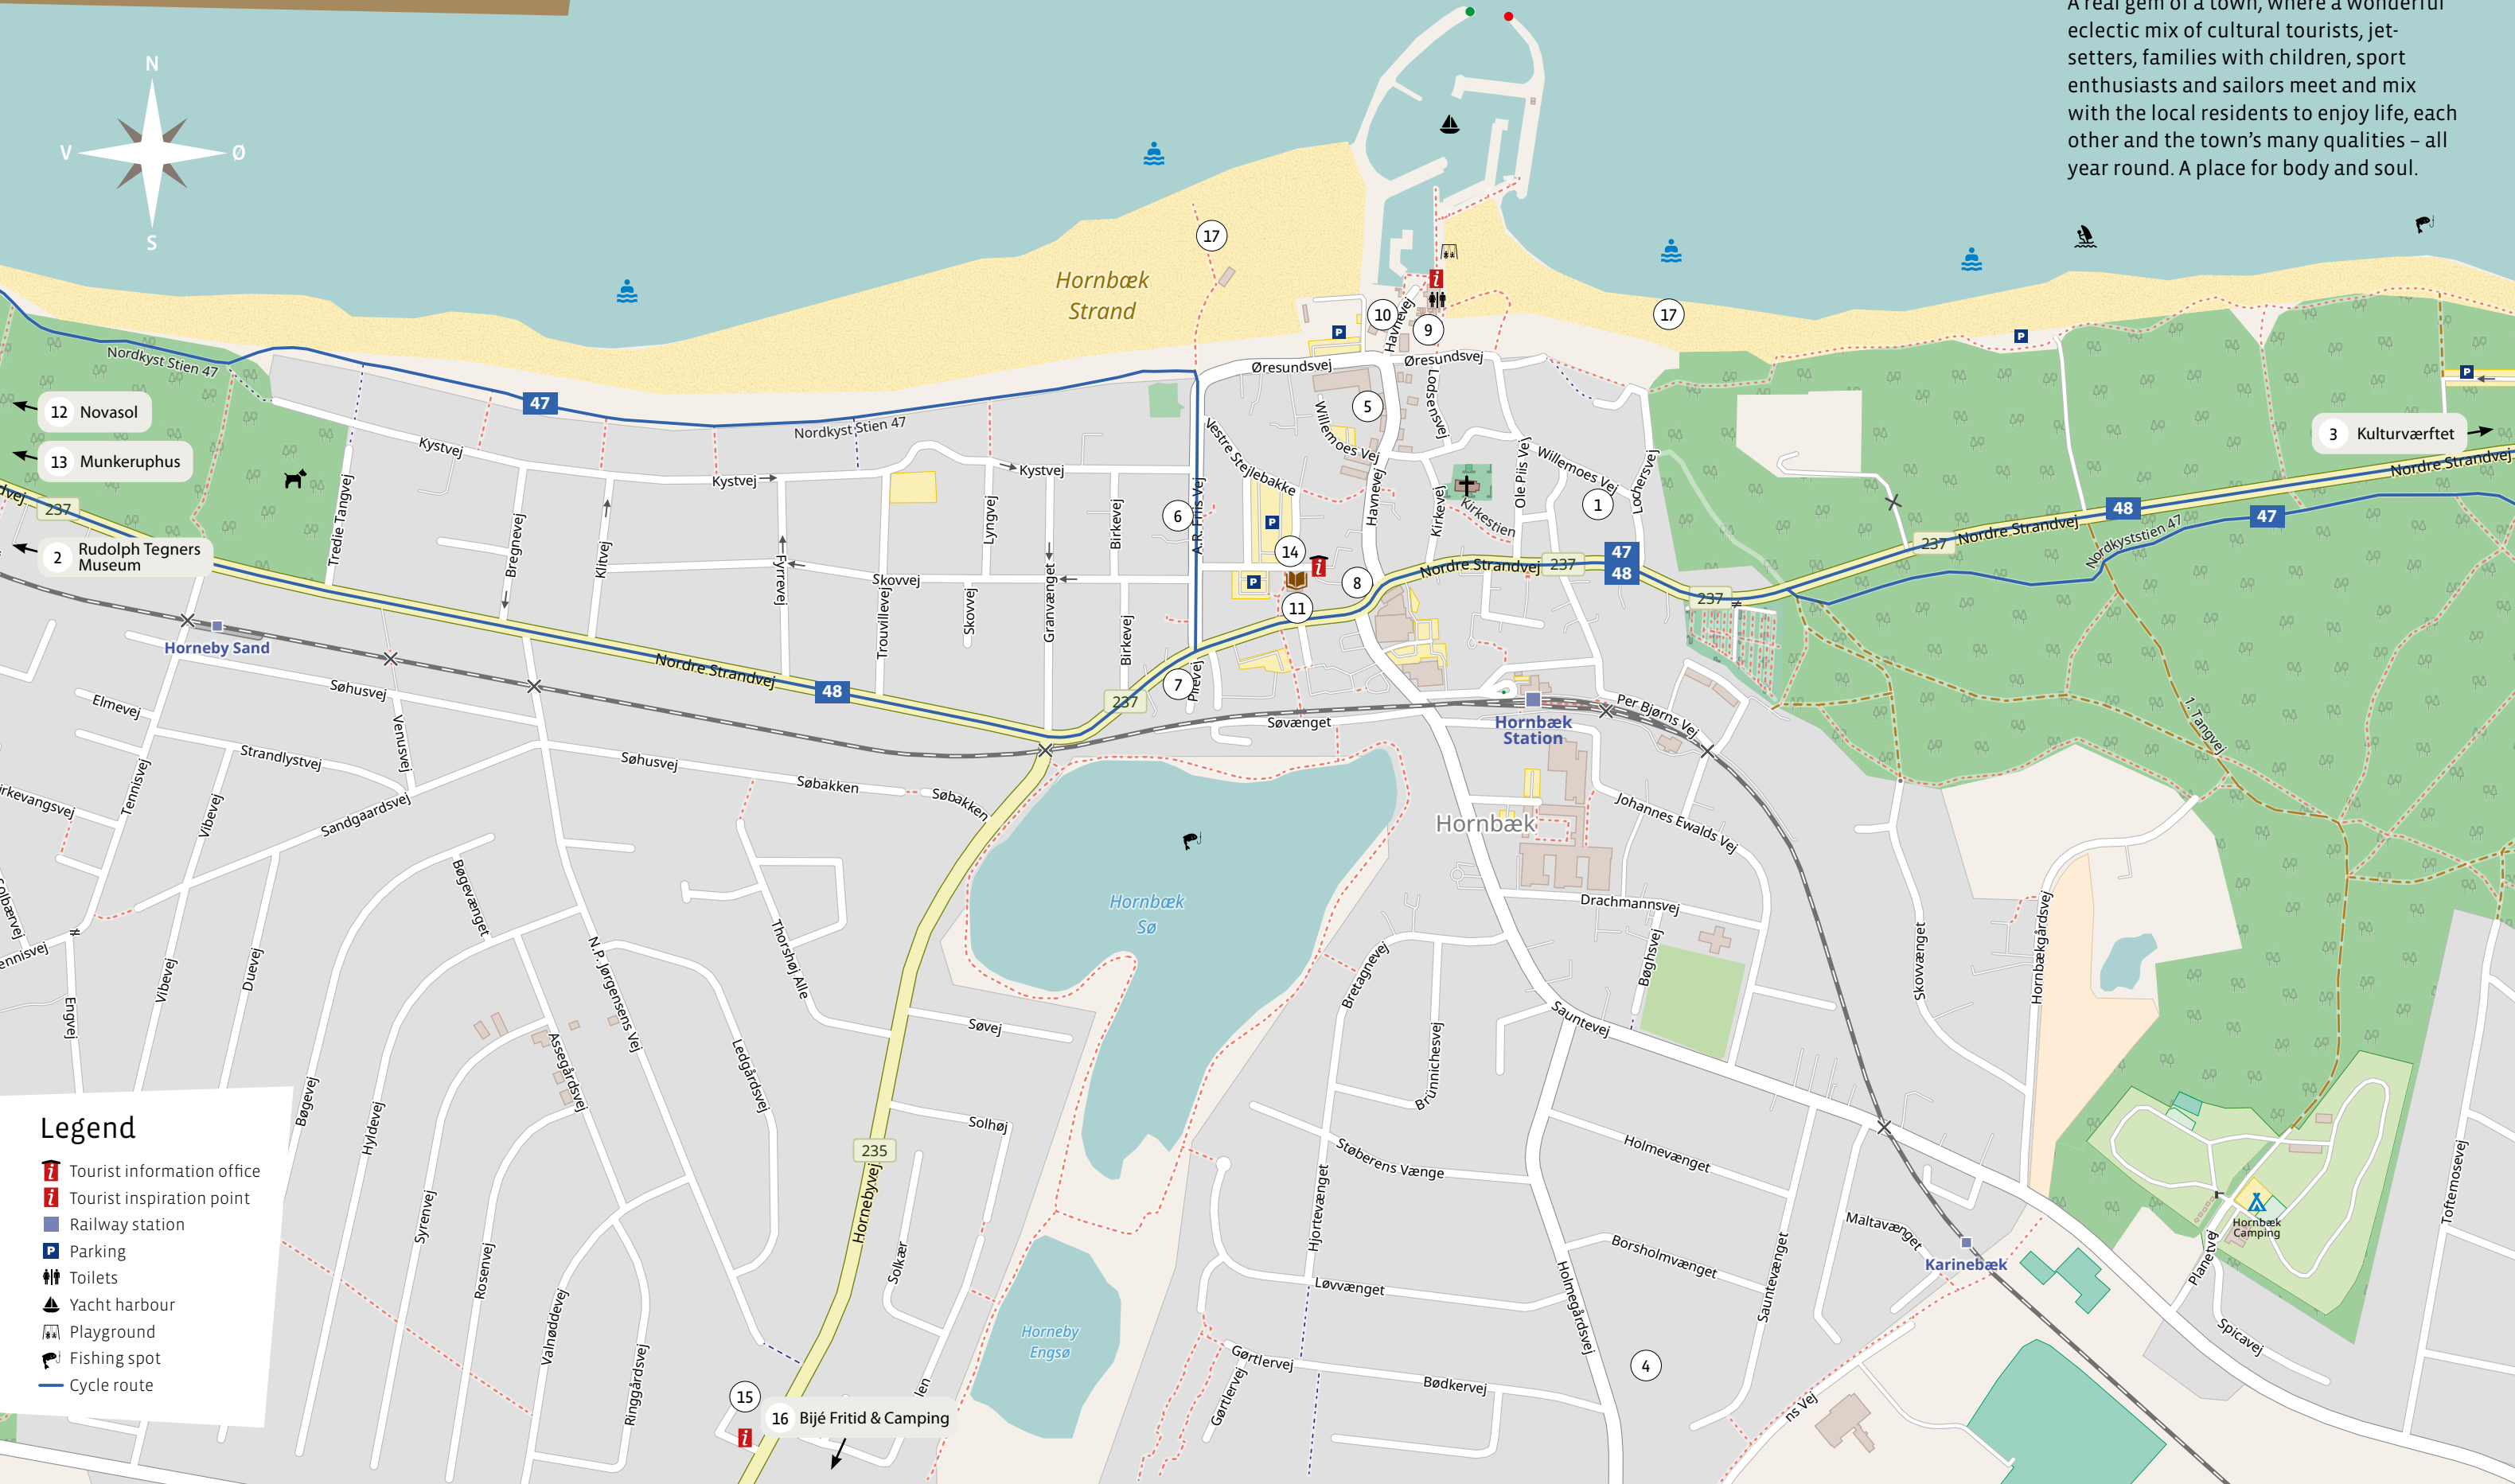 A real gem of a town, where a wonderful
eclectic mix of cultural tourists, jet-
setters, families with children, sport
enthusiasts and sailors meet and mix
with the local residents to enjoy life, each
other and the town's many qualities – all
year round. A place for body and soul.
N
V
Ø
S
17
Hornbæk
Strand
10
Havnevej
9
17
P
P
P
Øresundsvej
Øresundsvej
Nordkyst Stien 47
47
Nordkyst Stien 47
12 Novasol
13 Munkeruphus
3 Kulturværftet
5
Lodsensvej
Willemoes Vej
Vestre Stejlebakke
Kystvej
Kystvej
Kystvej
Willemoes Vej
Ole Piis Vej
Lochersvej
Nordre Strandvej
237
2 Rudolph Tegners
Museum
Tredie Tangvej
Bregnevej
Klitvej
Fyrrevej
Trouvillevej
Lyngvej
Skovvej
Skovvej
Granvænget
Birkevej
Birkevej
6
A.R. Friis Vej
P
14
P
11
8
Havnevej
Kirkevej
Kirkestien
1
48
47
Nordkyststien 47
237
Nordre Strandvej
47
48
237
Nordre Strandvej
237
Horneby Sand
Nordre Strandvej
48
237
7
Piievej
Søvænget
Hornbæk
Station
Per Bjørns Vej
1. Tangvej
Søhusvej
Elmevej
Venusvej
Strandlystvej
Tennisvej
Søhusvej
Søbakken
Søbakken
Sandgaardsvej
Vibevej
Hornbæk
Johannes Ewalds Vej
Hornbæk
Sø
Drachmannsvej
Bøghsvej
Bøgevænget
N.P. Jørgensens Vej
Thorshøj Alle
Bretagnevej
Skovvænget
Hornbækgårdsvej
Vibevej
Duevej
Engvej
Søvej
Sauntevej
Assegårdsvej
Ledgårdsvej
Brünnichesvej
Bøgevej
Hyldevej
Solhøj
235
Hornebyvej
Støberens Vænge
Holmevænget
Hjortevænget
Syrenvej
Rosenvej
Solkær
Maltavænget
Borsholmvænget
Karinebæk
Hornbæk
Camping
Planetvej
Toftemosevej
Løvvænget
Holmegårdsvej
Sauntevænget
Valnøddevej
Ringgårdsvej
Horneby
Engsø
Gørtlervej
Gørtlervej
Bødkervej
4
Spicavej
15
16 Bijé Fritid & Camping
len
ns Vej
Legend
Tourist information office
Tourist inspiration point
Railway station
P Parking
Toilets
Yacht harbour
Playground
Fishing spot
Cycle route